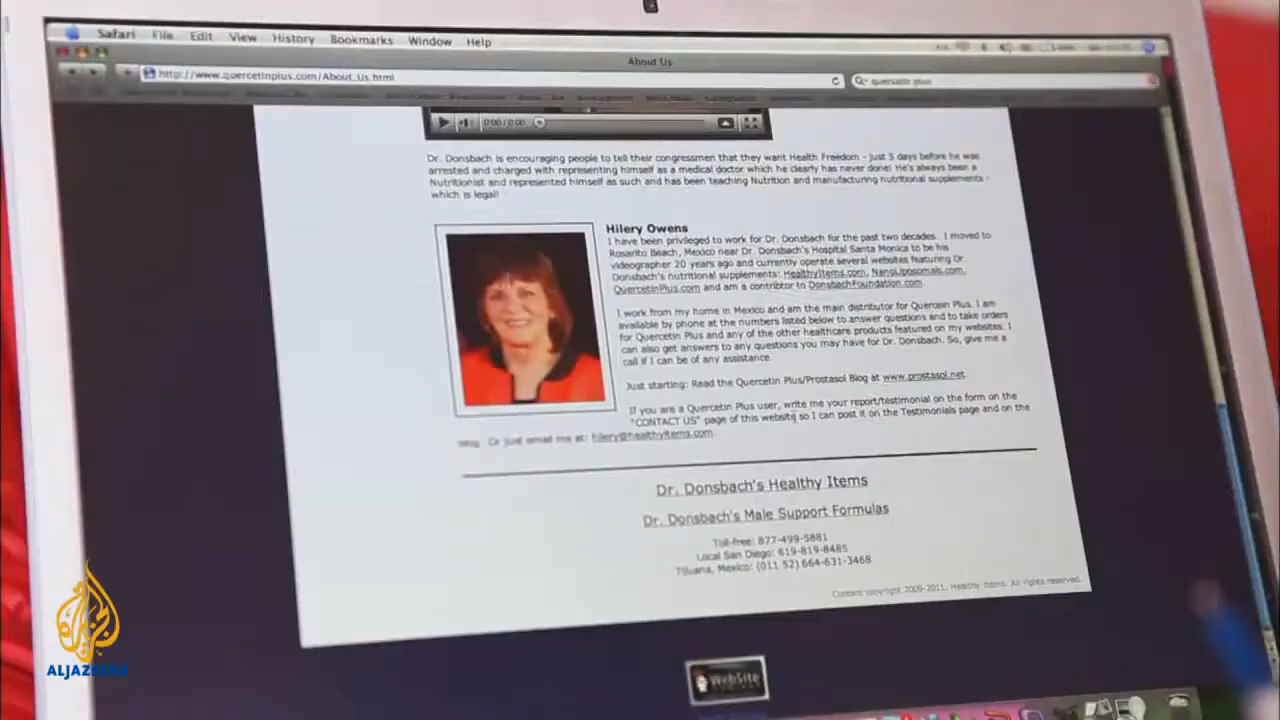 Safari File Edit View History Bookmarks Window Help
About Us
http://www.quercetinplus.com/About_Us.html
0:00 / 0:00
Dr. Donsbach is encouraging people to tell their congressmen that they want Health Freedom - just 5 days before he was
arrested and charged with representing himself as a medical doctor which he clearly has never done! He's always been a
Nutritionist and represented himself as such and has been teaching Nutrition and manufacturing nutritional supplements -
which is legal!
Hilery Owens
I have been privileged to work for Dr. Donsbach for the past two decades. I moved to
Rosarito Beach, Mexico near Dr. Donsbach's Hospital Santa Monica to be his
videographer 20 years ago and currently operate several websites featuring Dr.
Donsbach's nutritional supplements: HealthyItems.com, NanoLiposomals.com,
QuercetinPlus.com and am a contribtor to DonsbachFoundation.com
I work from my home in Mexico and am the main distributor for Quercein Plus. I am
available by phone at the numbers listed below to answer questions and to take orders
for Quercetin Plus and any of the other healthcare products featured on my websites. I
can also get answers to any questions you may have for Dr. Donsbach. So, give me a
call if I can be of any assistance.
Just starting: Read the Quercetin Plus/Prostasol Blog at www.prostasol.net.
If you are a Quercetin Plus user, write me your report/testimonial on the form on the
"CONTACT US" page of this website so I can post it on the Testimonials page and on the
blog. Or just email me at: hilery@healthyitems.com.
Dr. Donsbach's Healthy Items
Dr. Donsbach's Male Support Formulas
Toll-free: 877-499-5881
Local San Diego: 619-819-8485
Tijuana, Mexico: (011 52) 664-631-3468
Content copyright 2009-2011. Healthy Items. All rights reserved.
WebSite
ALJAZEERA